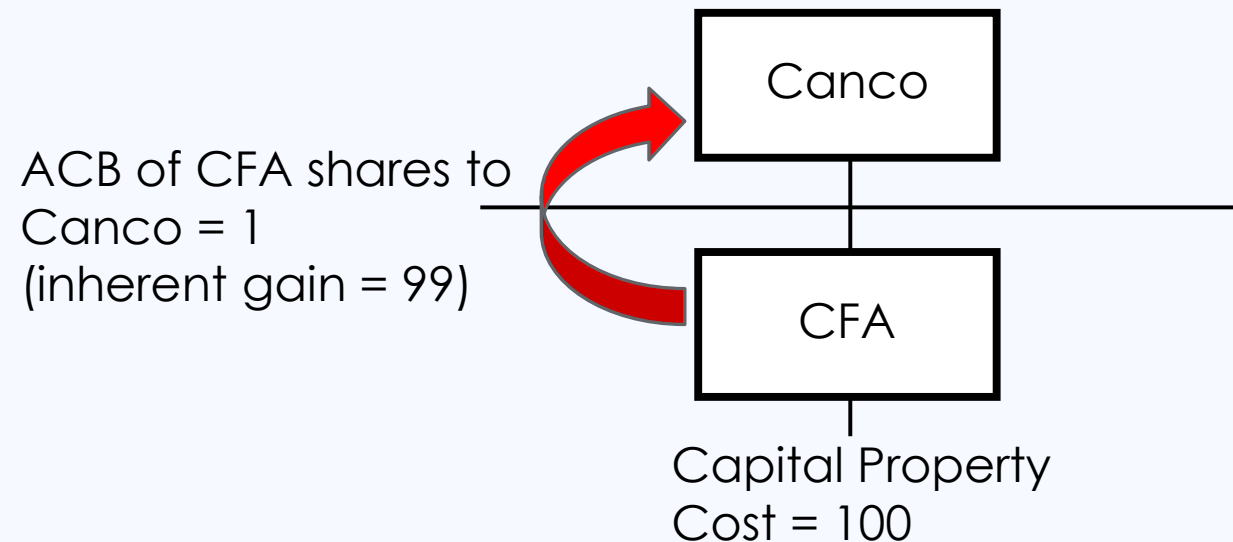 Canco
ACB of CFA shares to
Canco = 1
(inherent gain = 99)
CFA
Capital Property
Cost = 100